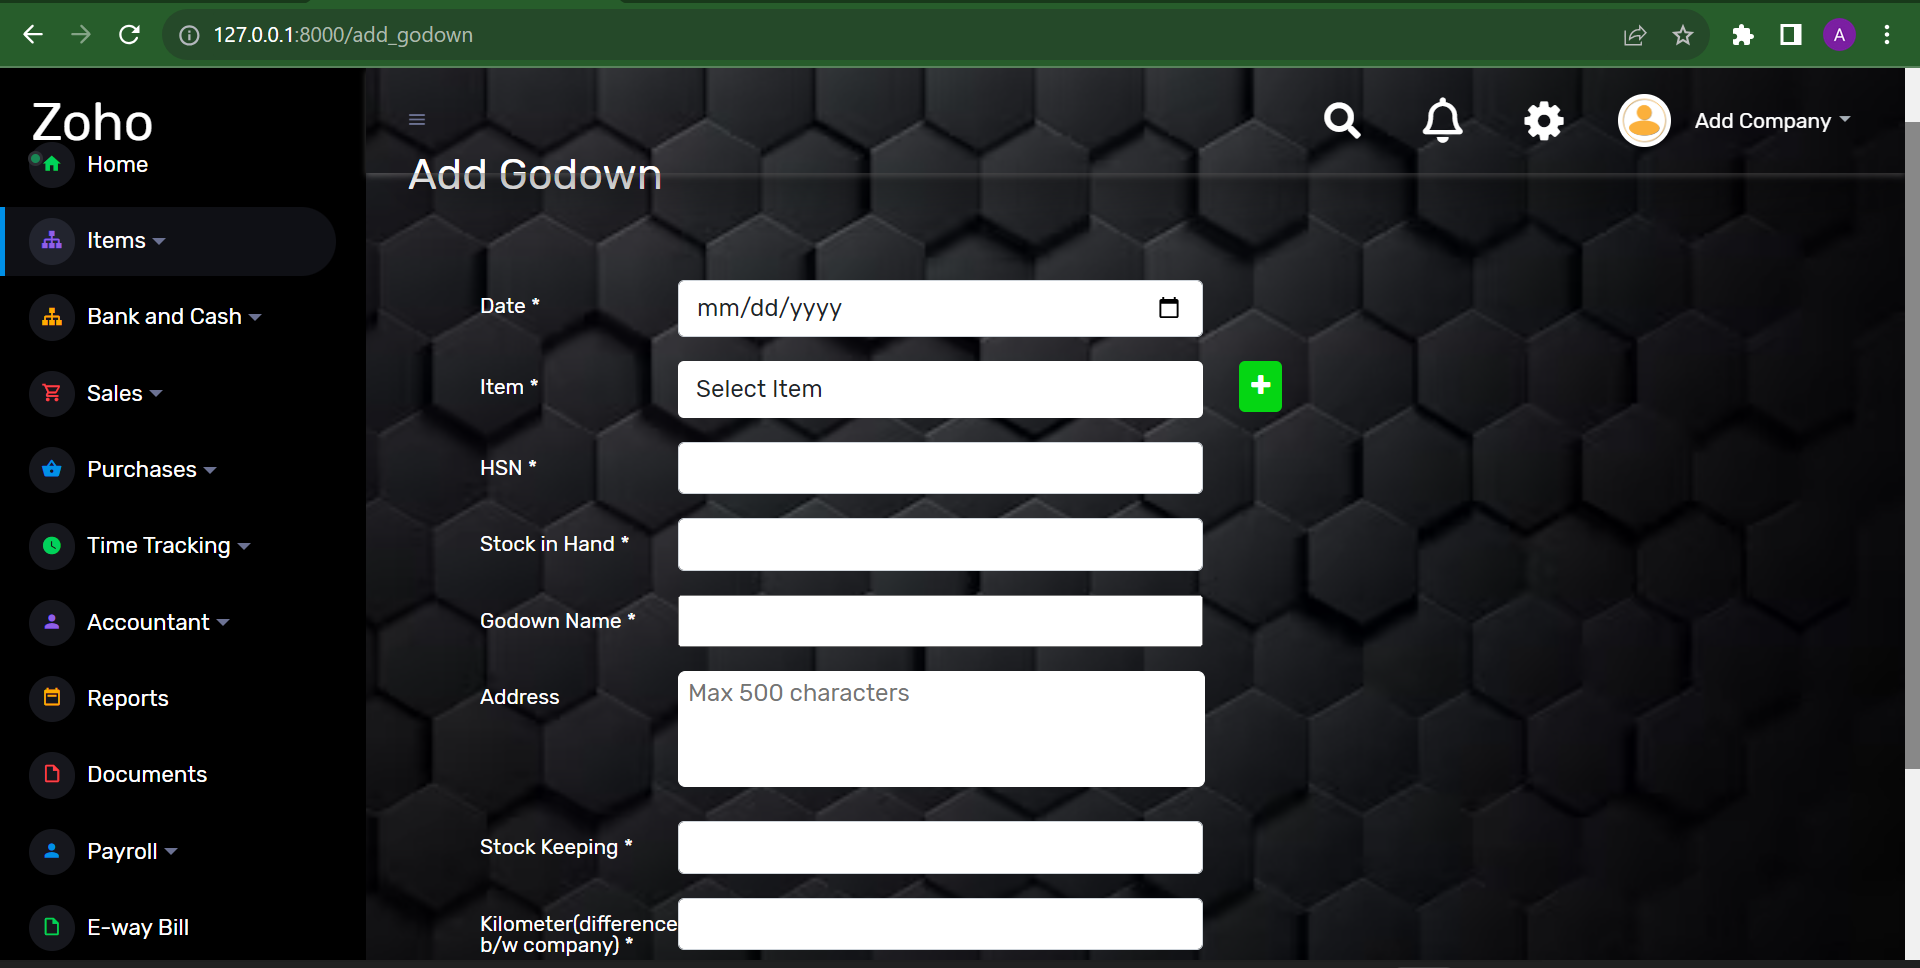 127.0.0.1:8000/add_godown
A
Zoho
Home
Items
Bank and Cash
Sales
Purchases
Time Tracking
Accountant
Reports
Documents
Payroll
E-way Bill
Add Company
Add Godown
Date *
mm/dd/yyyy
Item *
Select Item
HSN *
Stock in Hand *
Godown Name *
Address
Max 500 characters
Stock Keeping *
Kilometer(difference
b/w company) *